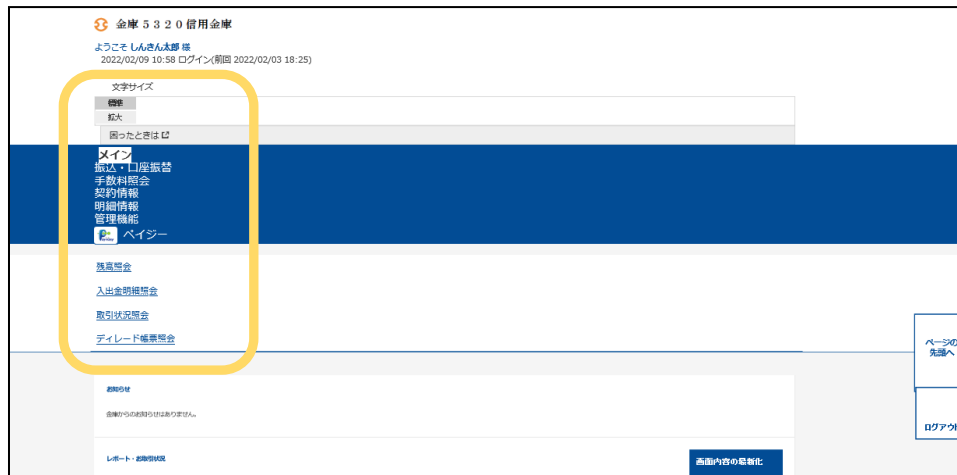 金庫５３２０信用金庫
ようこそ しんきん太郎 様
2022/02/09 10:58 ログイン(前回 2022/02/03 18:25)
文字サイズ
標準
拡大
困ったときは
メイン
振込・口座振替
手数料照会
契約情報
明細情報
管理機能
ペイジー
残高照会
入出金明細照会
取引状況照会
ディレード帳票照会
ページの
先頭へ
お知らせ
金庫からのお知らせはありません。
ログアウト
レポート・お取引状況
画面内容の最新化